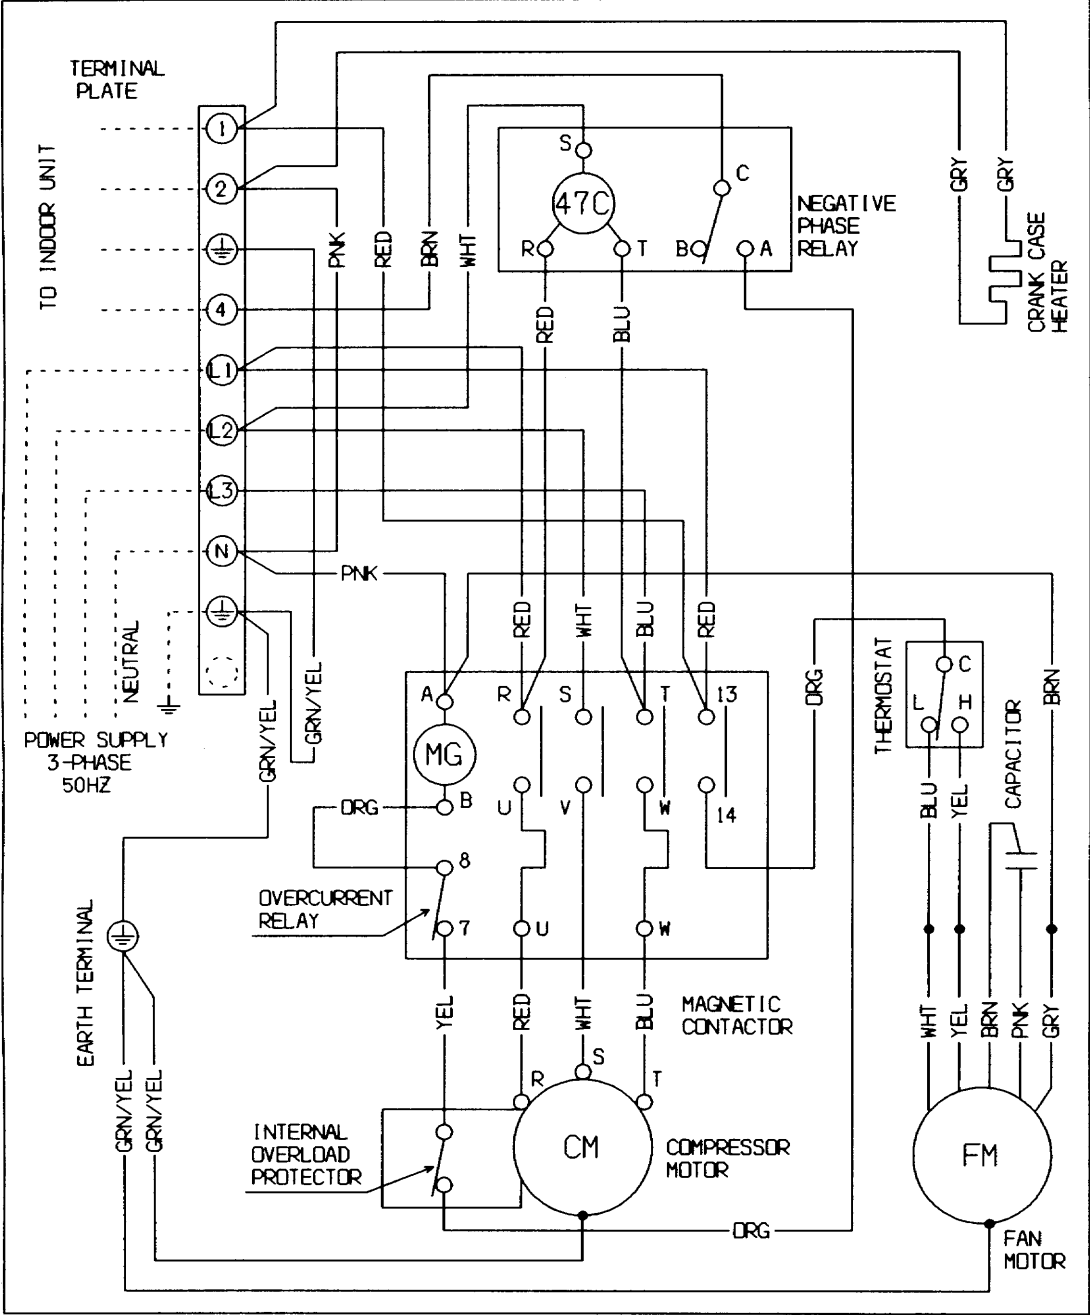 TERMINAL
PLATE
TO INDOOR UNIT
1
2
4
L1
L2
L3
N
PNK
RED
BRN
WHT
S
47C
R
T
C
B
A
NEGATIVE
PHASE
RELAY
GRY
GRY
CRANK CASE
HEATER
RED
BLU
PNK
NEUTRAL
POWER SUPPLY
3-PHASE
50HZ
GRN/YEL
GRN/YEL
RED
WHT
BLU
RED
ORG
THERMOSTAT
C
L
H
BRN
CAPACITOR
BLU
YEL
A
R
S
T
13
MG
B
U
V
W
14
ORG
8
OVERCURRENT
RELAY
7
U
W
EARTH TERMINAL
YEL
RED
WHT
BLU
MAGNETIC
CONTACTOR
WHT
YEL
BRN
PNK
GRY
GRN/YEL
GRN/YEL
R
S
T
INTERNAL
OVERLOAD
PROTECTOR
CM
COMPRESSOR
MOTOR
FM
ORG
FAN
MOTOR